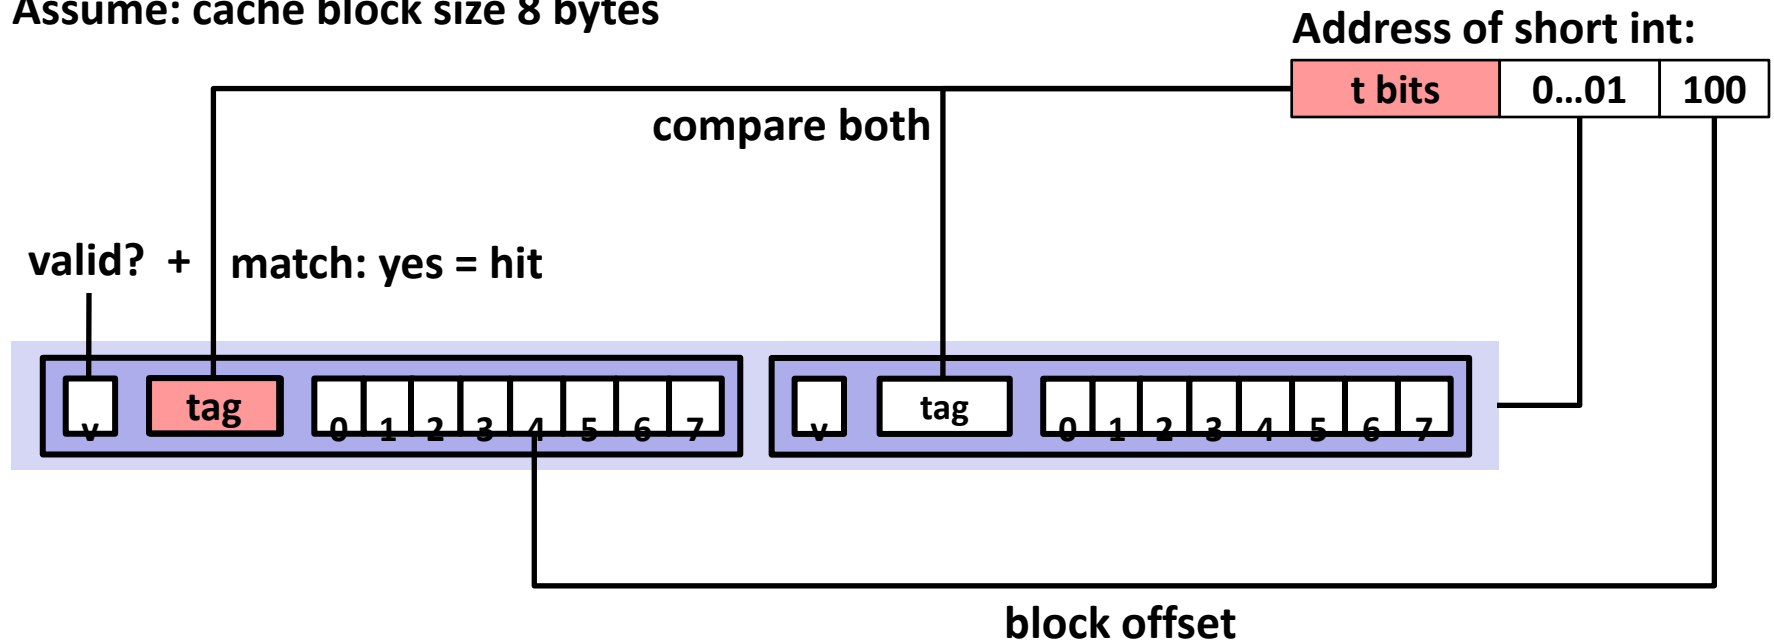 Assume: cache block size 8 bytes
Address of short int:
t bits 0...01 100
compare both
valid? + match: yes = hit
v tag 0 1 2 3 4 5 6 7 v tag 0 1 2 3 4 5 6 7
block offset